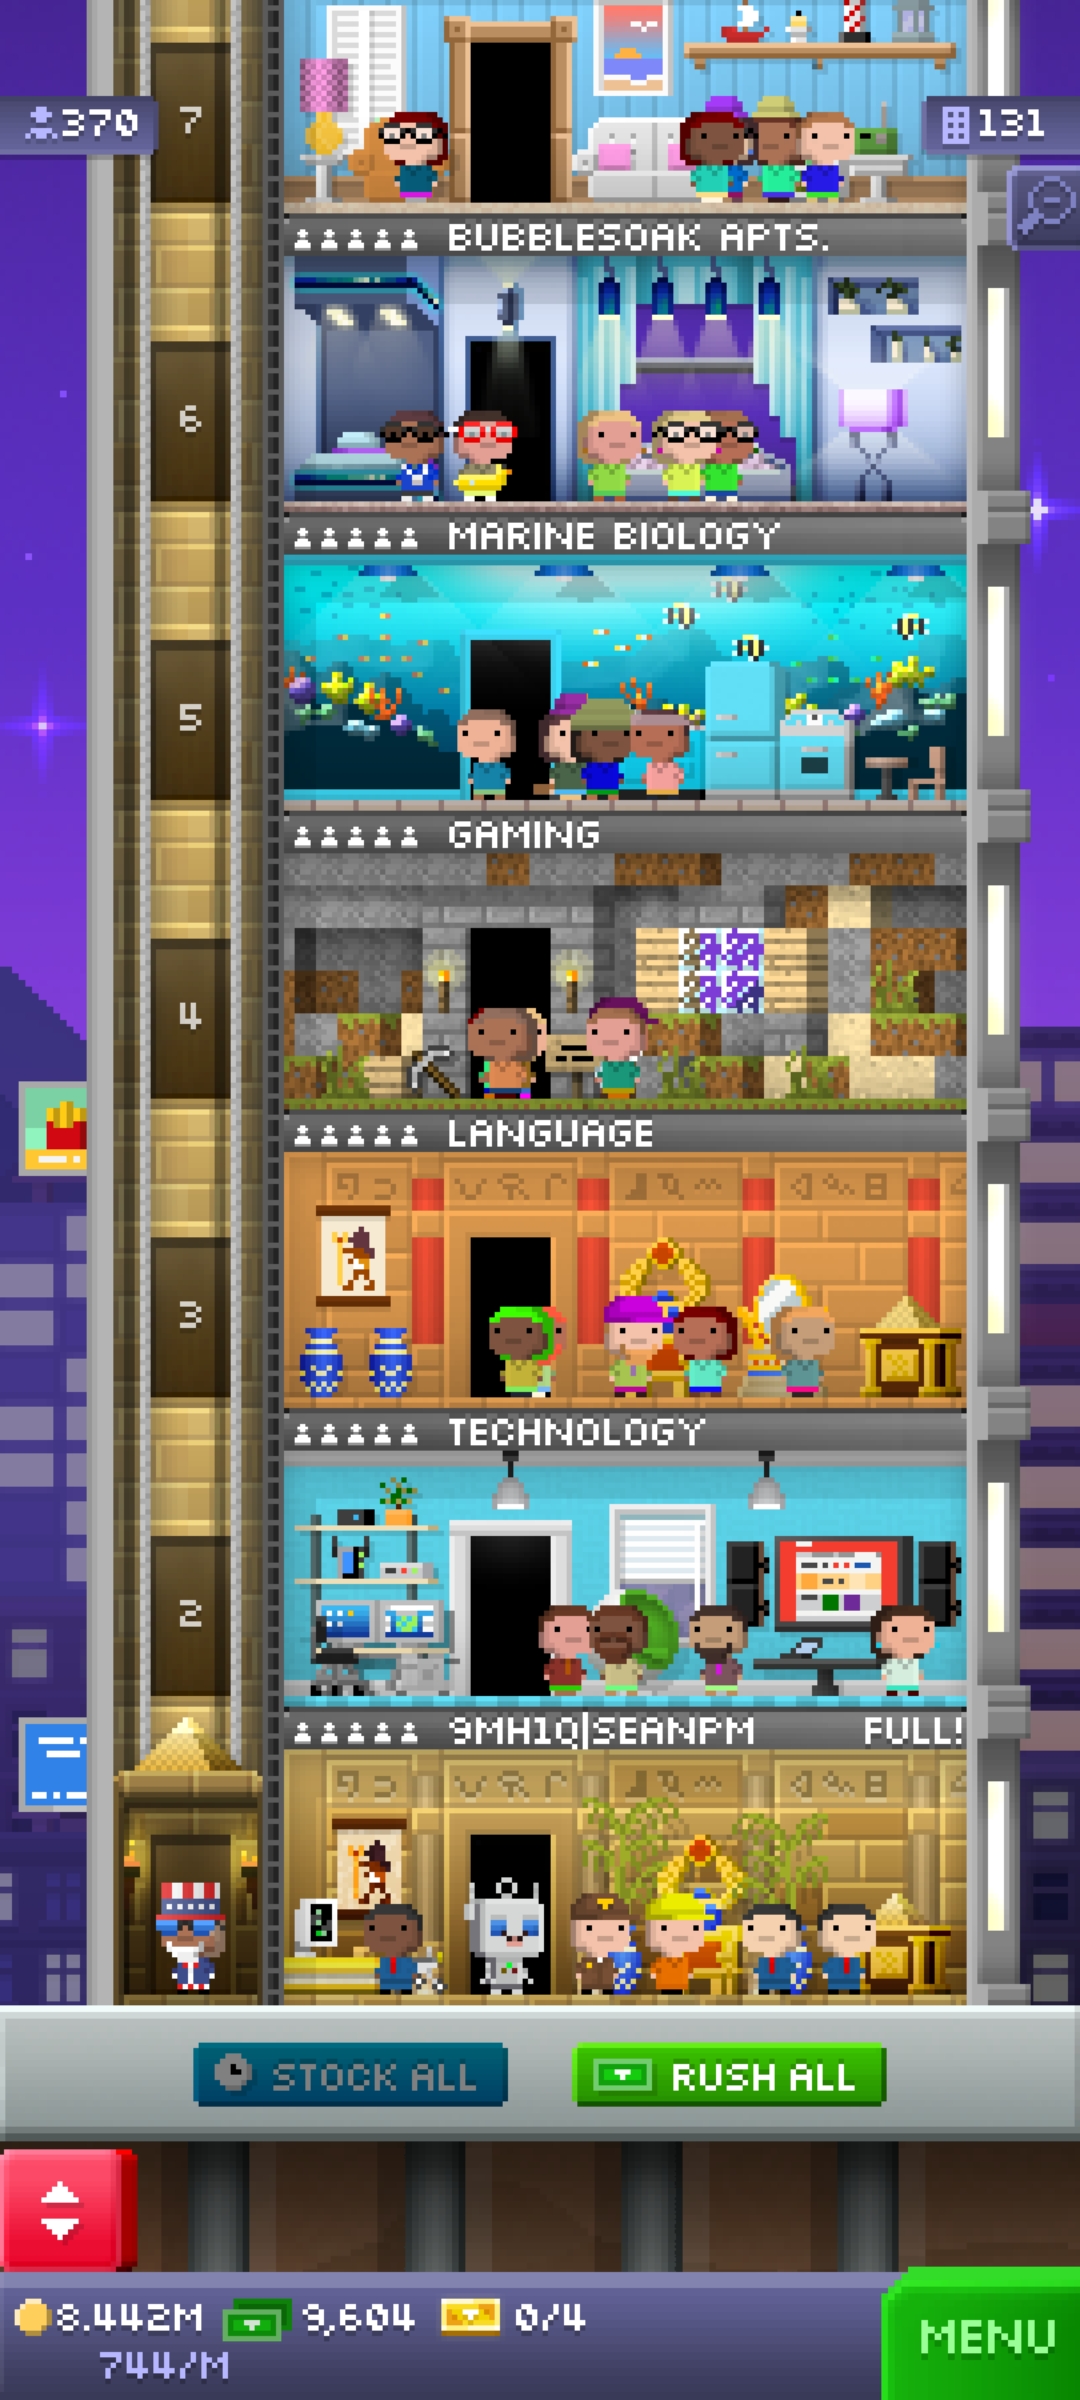 370
7
131
BUBBLESOAK APTS.
6
MARINE BIOLOGY
5
GAMING
4
LANGUAGE
3
TECHNOLOGY
2
9MH1Q|SEANPM FULL!
STOCK ALL
RUSH ALL
8.442M 9,604 0/4
744/M
MENU